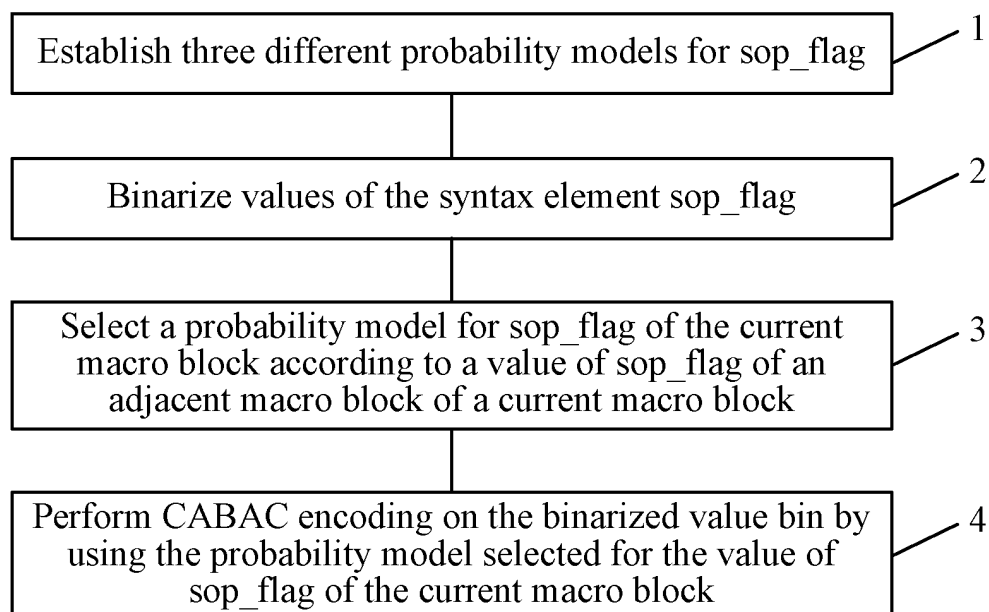 Establish three different probability models for sop_flag
1
Binarize values of the syntax element sop_flag
2
Select a probability model for sop_flag of the current
macro block according to a value of sop_flag of an
adjacent macro block of a current macro block
3
Perform CABAC encoding on the binarized value bin by
using the probability model selected for the value of
sop_flag of the current macro block
4